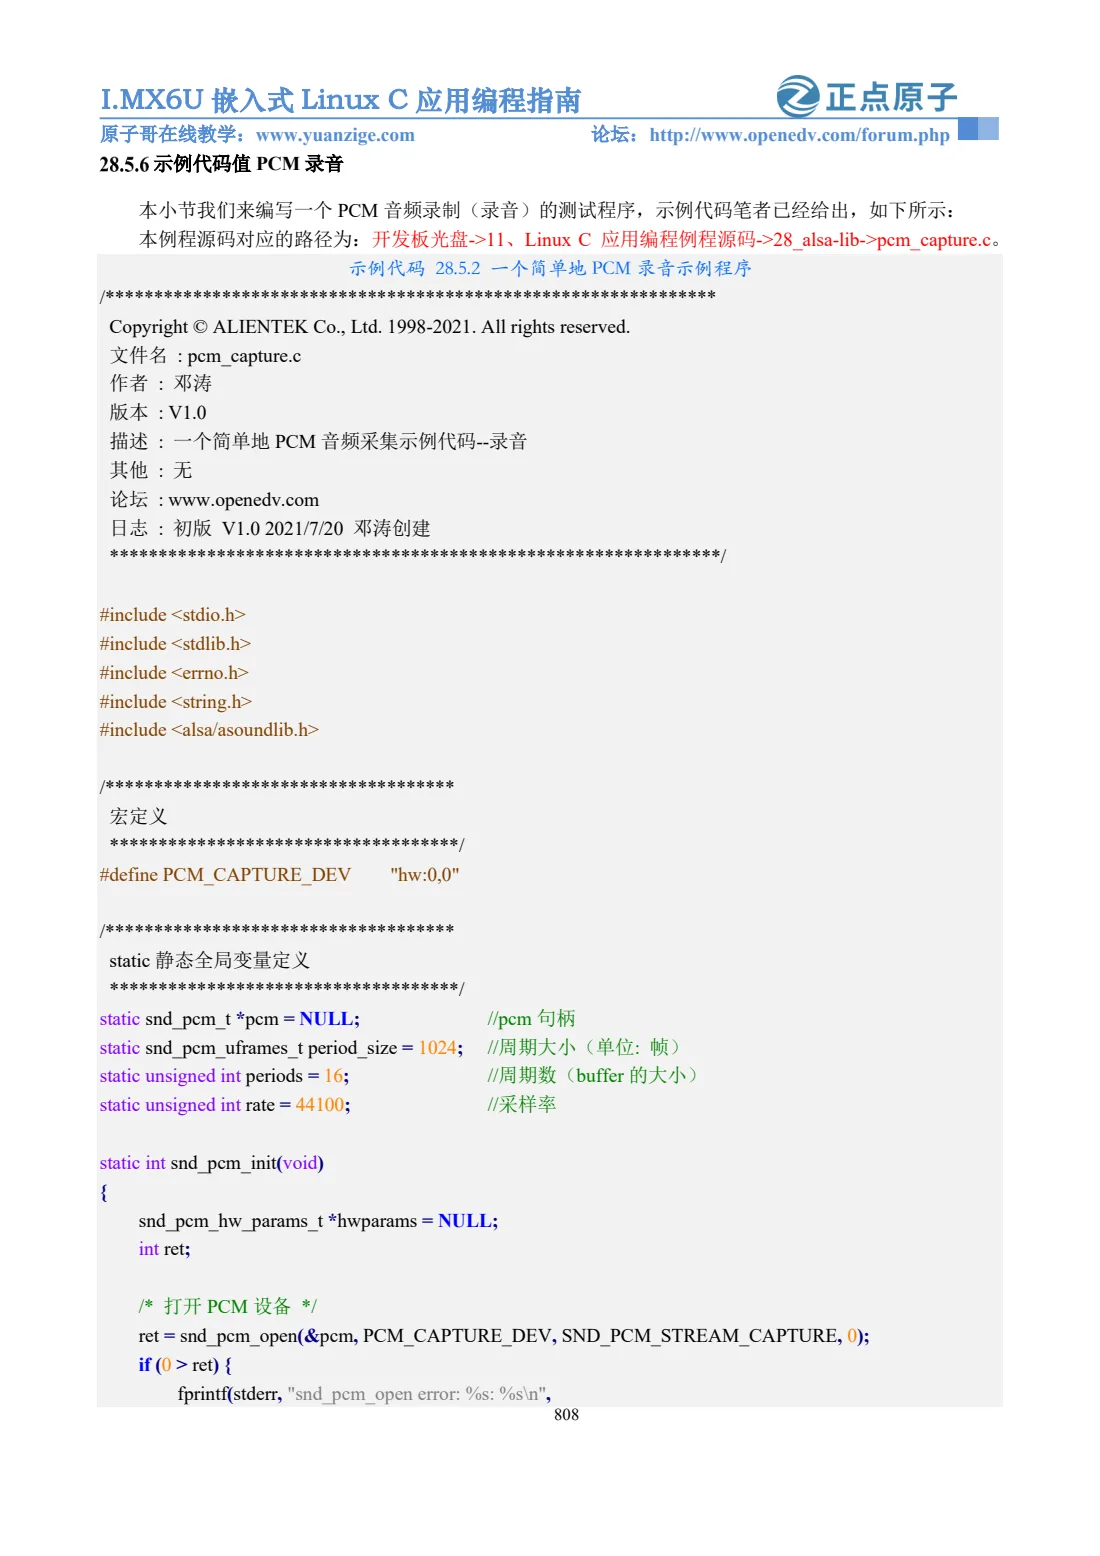 I.MX6U 嵌入式 Linux C 应用编程指南
正点原子
原子哥在线教学：www.yuanzige.com 论坛：http://www.openedv.com/forum.php
28.5.6 示例代码值 PCM 录音
本小节我们来编写一个 PCM 音频录制（录音）的测试程序，示例代码笔者已经给出，如下所示：
本例程源码对应的路径为：开发板光盘->11、Linux C 应用编程例程源码->28_alsa-lib->pcm_capture.c。
示例代码 28.5.2 一个简单地 PCM 录音示例程序
/***************************************************************
Copyright © ALIENTEK Co., Ltd. 1998-2021. All rights reserved.
文件名 : pcm_capture.c
作者 : 邓涛
版本 : V1.0
描述 : 一个简单地 PCM 音频采集示例代码--录音
其他 : 无
论坛 : www.openedv.com
日志 : 初版 V1.0 2021/7/20 邓涛创建
***************************************************************/
#include <stdio.h>
#include <stdlib.h>
#include <errno.h>
#include <string.h>
#include <alsa/asoundlib.h>
/************************************
宏定义
************************************/
#define PCM_CAPTURE_DEV "hw:0,0"
/************************************
static 静态全局变量定义
************************************/
static snd_pcm_t *pcm = NULL; //pcm 句柄
static snd_pcm_uframes_t period_size = 1024; //周期大小（单位: 帧）
static unsigned int periods = 16; //周期数（buffer 的大小）
static unsigned int rate = 44100; //采样率
static int snd_pcm_init(void)
{
snd_pcm_hw_params_t *hwparams = NULL;
int ret;
/* 打开 PCM 设备 */
ret = snd_pcm_open(&pcm, PCM_CAPTURE_DEV, SND_PCM_STREAM_CAPTURE, 0);
if (0 > ret) {
fprintf(stderr, "snd_pcm_open error: %s: %s\n",
808